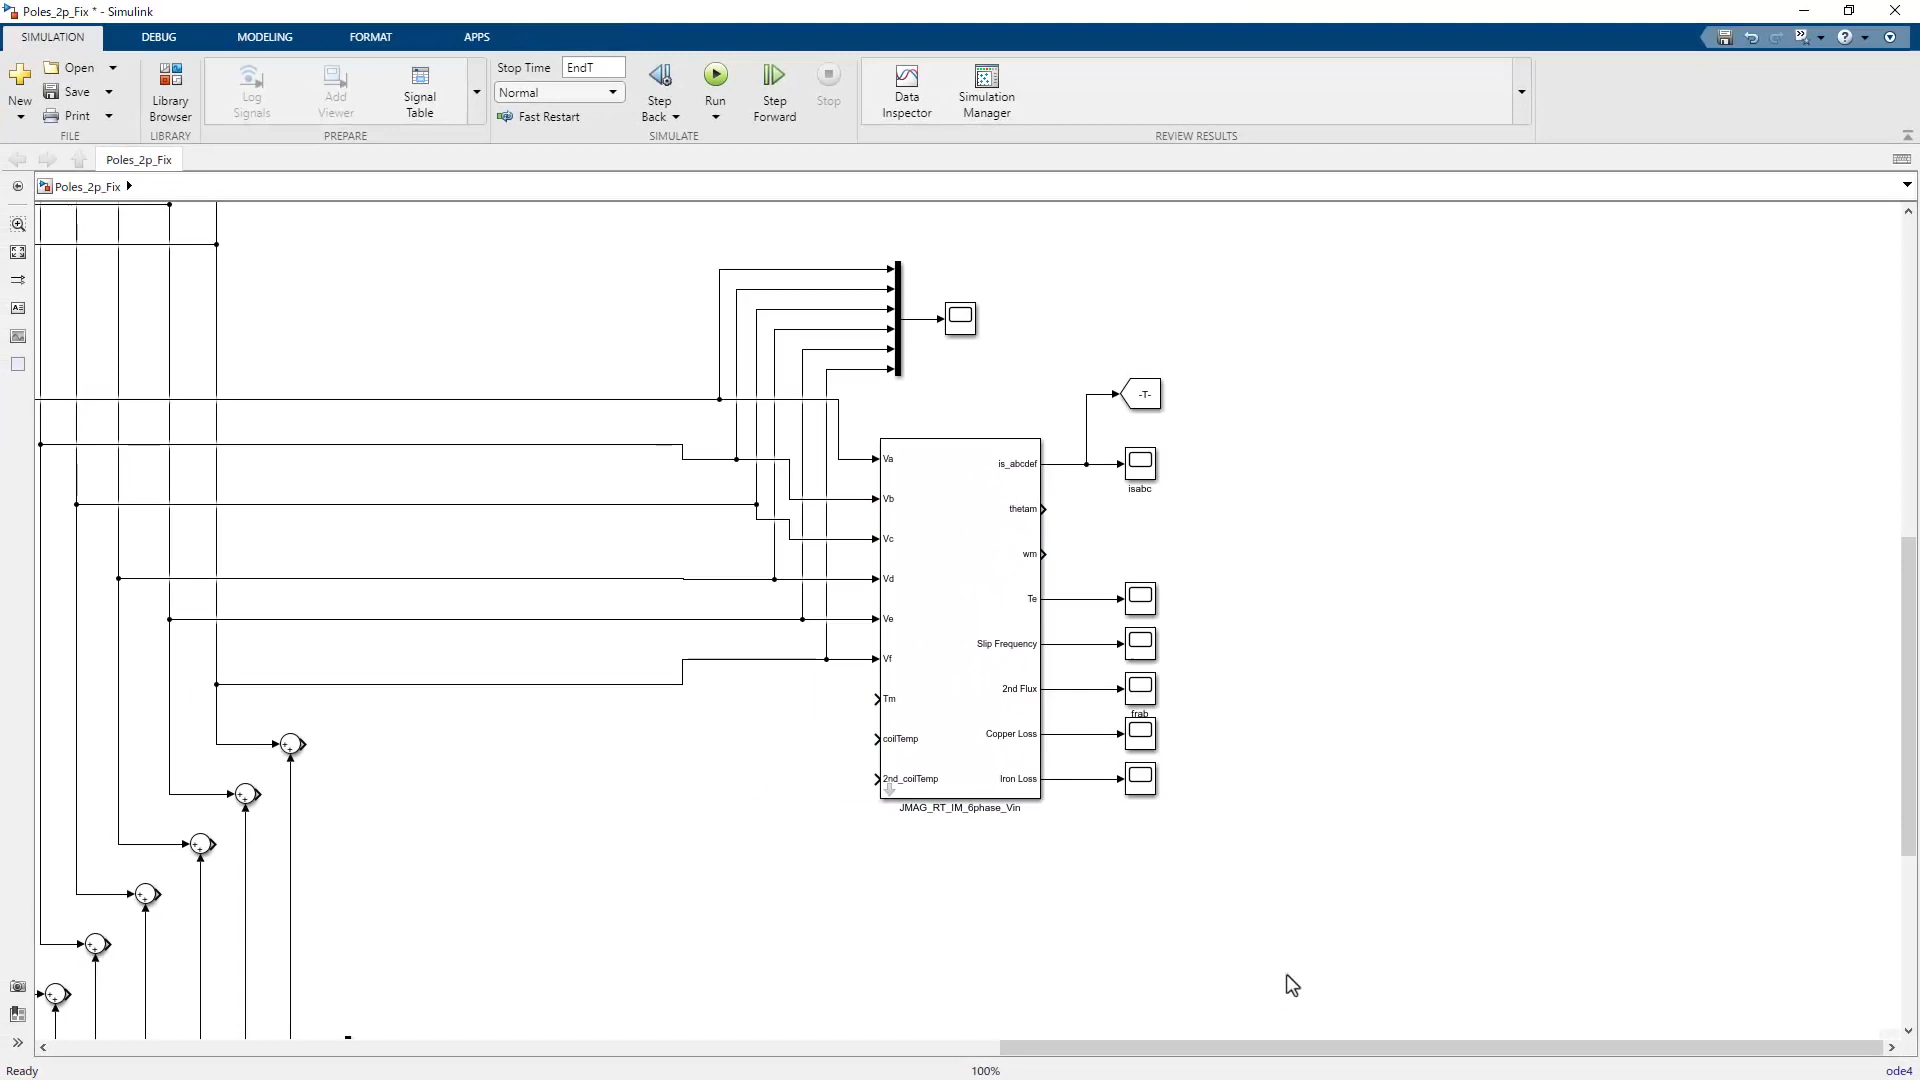 Poles_2p_Fix * - Simulink
SIMULATION DEBUG MODELING FORMAT APPS
New
Open
Save
Print
FILE
Library Browser
LIBRARY
Log Signals
Add Viewer
Signal Table
PREPARE
Stop Time EndT
Normal
Fast Restart
Step Back
Run
Step Forward
Stop
SIMULATE
Data Inspector
Simulation Manager
REVIEW RESULTS
Poles_2p_Fix
Poles_2p_Fix
-T-
Va
is_abcdef
isabc
Vb
thetam
Vc
wm
Vd
Te
Ve
Slip Frequency
Vf
2nd Flux
Tm
frab
coilTemp
Copper Loss
2nd_coilTemp
Iron Loss
JMAG_RT_IM_6phase_Vin
Ready 100% ode4